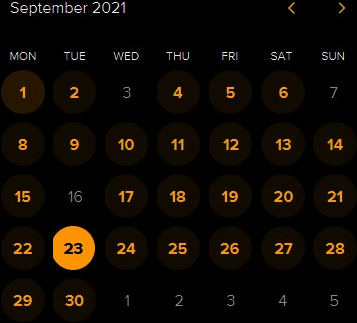 September 2021
MON TUE WED THU FRI SAT SUN
1 2 3 4 5 6 7
8 9 10 11 12 13 14
15 16 17 18 19 20 21
22 23 24 25 26 27 28
29 30 1 2 3 4 5